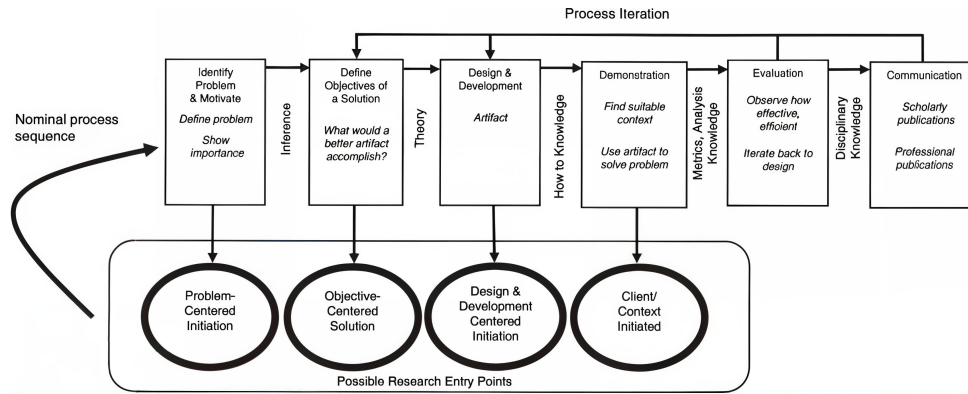 Process Iteration
Nominal process
sequence
Identify
Problem
& Motivate
Define problem
Show
importance
Inference
Define
Objectives of
a Solution
What would a
better artifact
accomplish?
Theory
Design &
Development
Artifact
How to Knowledge
Demonstration
Find suitable
context
Use artifact to
solve problem
Metrics, Analysis
Knowledge
Evaluation
Observe how
effective,
efficient
Iterate back to
design
Disciplinary
Knowledge
Communication
Scholarly
publications
Professional
publications
Problem-
Centered
Initiation
Objective-
Centered
Solution
Design &
Development
Centered
Initiation
Client/
Context
Initiated
Possible Research Entry Points